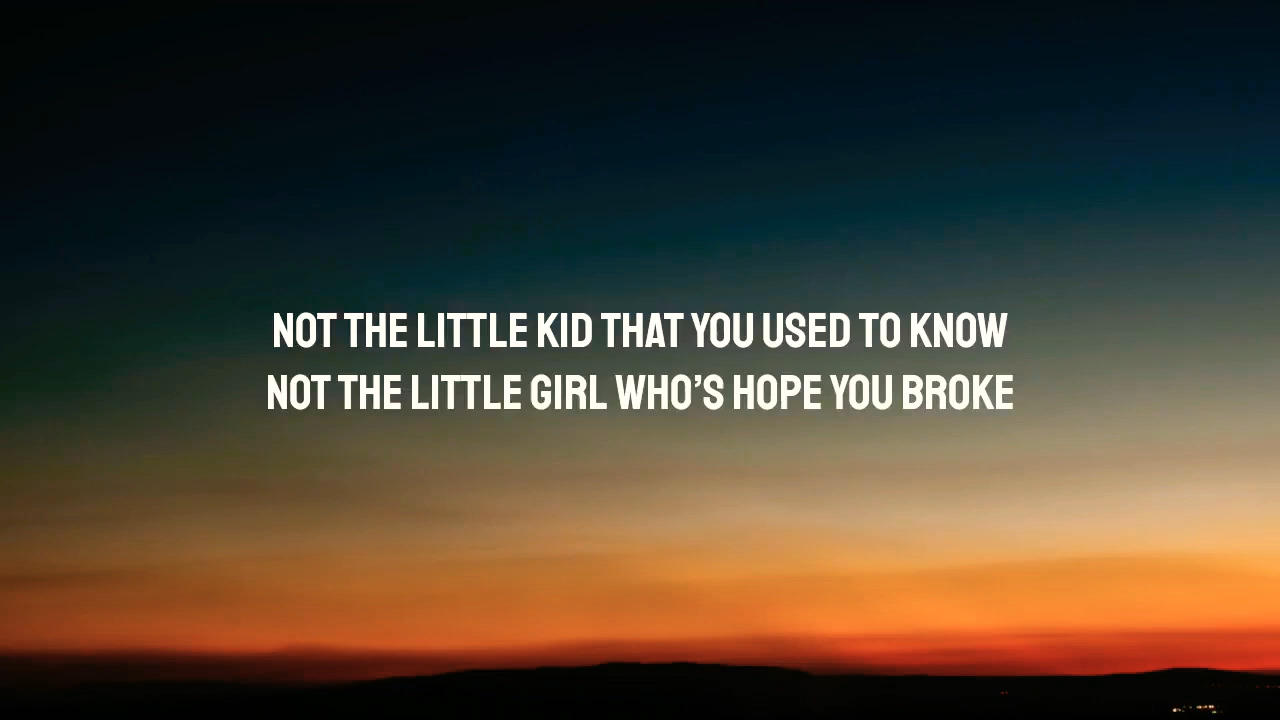 NOT THE LITTLE KID THAT YOU USED TO KNOW
NOT THE LITTLE GIRL WHO’S HOPE YOU BROKE